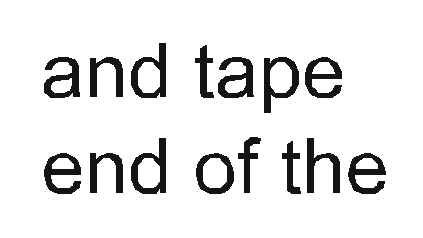 and tape
end of the